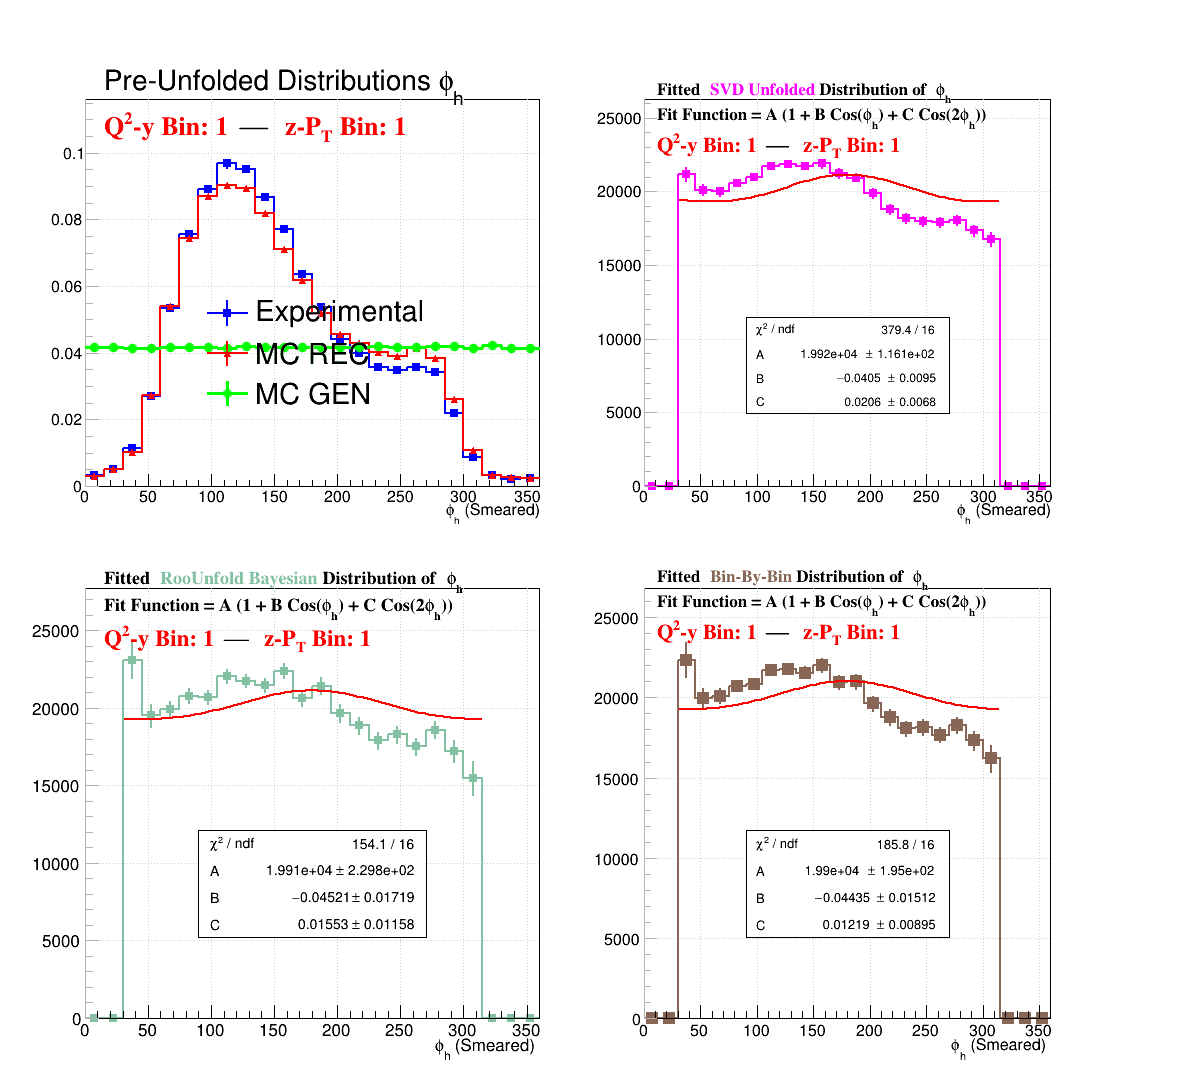 Pre-Unfolded Distributions ϕh
Q²-y Bin: 1 — z-PT Bin: 1
0.1
0.08
0.06
0.04
0.02
0
Experimental
MC REC
MC GEN
0 50 100 150 200 250 300 350
ϕh (Smeared)
Fitted SVD Unfolded Distribution of ϕh
Fit Function = A (1 + B Cos(ϕh) + C Cos(2ϕh))
Q²-y Bin: 1 — z-PT Bin: 1
25000
20000
15000
10000
5000
0
χ² / ndf 379.4 / 16
A 1.992e+04 ± 1.161e+02
B −0.0405 ± 0.0095
C 0.0206 ± 0.0068
0 50 100 150 200 250 300 350
ϕh (Smeared)
Fitted RooUnfold Bayesian Distribution of ϕh
Fit Function = A (1 + B Cos(ϕh) + C Cos(2ϕh))
Q²-y Bin: 1 — z-PT Bin: 1
25000
20000
15000
10000
5000
0
χ² / ndf 154.1 / 16
A 1.991e+04 ± 2.298e+02
B −0.04521 ± 0.01719
C 0.01553 ± 0.01158
0 50 100 150 200 250 300 350
ϕh (Smeared)
Fitted Bin-By-Bin Distribution of ϕh
Fit Function = A (1 + B Cos(ϕh) + C Cos(2ϕh))
Q²-y Bin: 1 — z-PT Bin: 1
25000
20000
15000
10000
5000
0
χ² / ndf 185.8 / 16
A 1.99e+04 ± 1.95e+02
B −0.04435 ± 0.01512
C 0.01219 ± 0.00895
0 50 100 150 200 250 300 350
ϕh (Smeared)